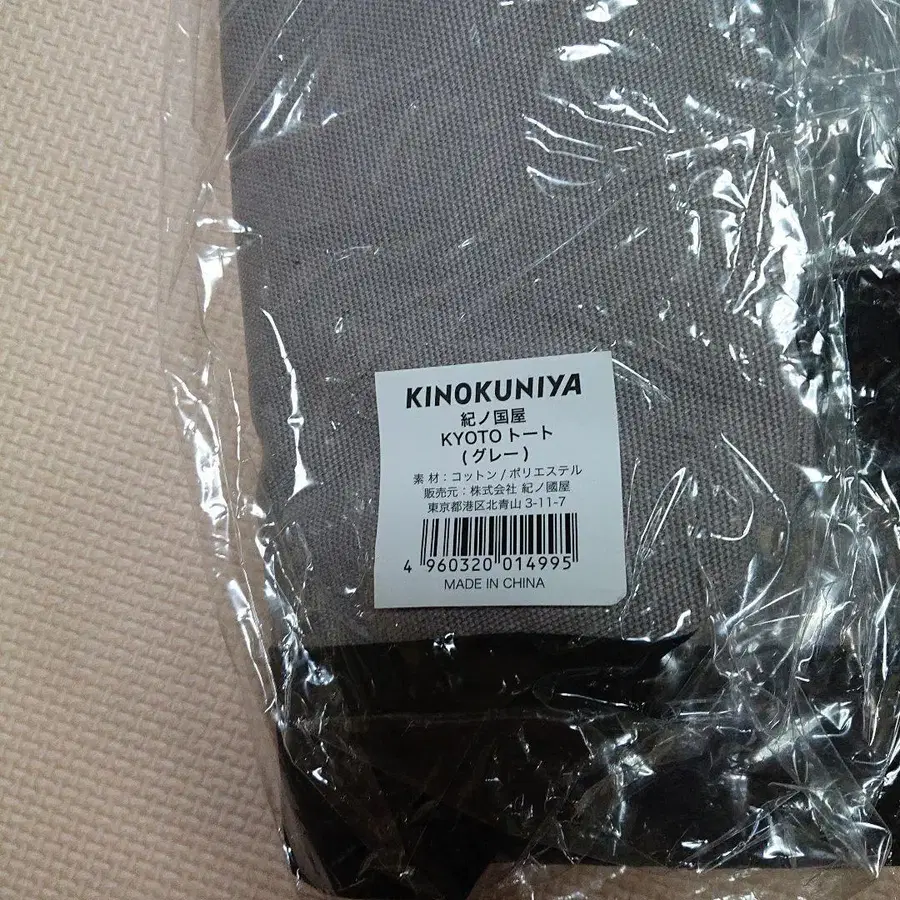 KINOKUNIYA
紀ノ国屋
KYOTO トート
(グレー)
素 材：コットン / ポリエステル
販売元：株式会社 紀ノ國屋
東京都港区北青山 3-11-7
4 960320 014995
MADE IN CHINA